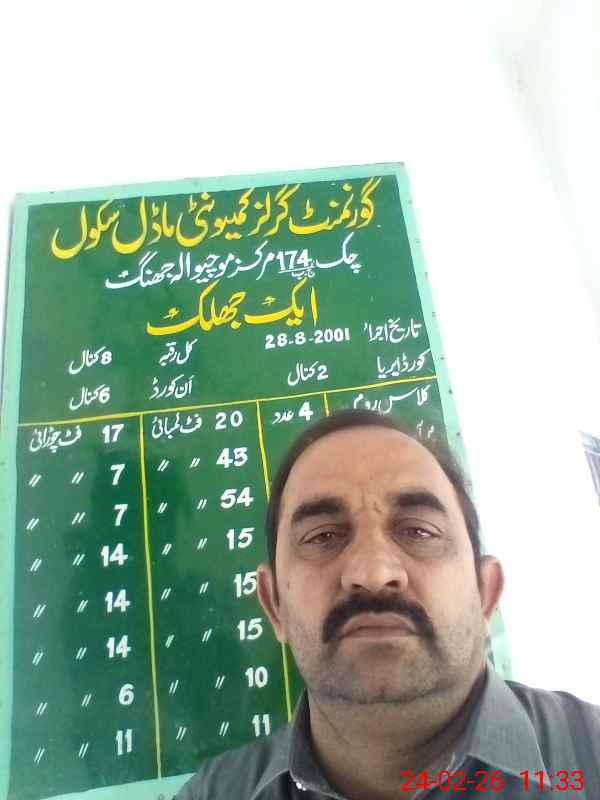 گورنمنٹ گرلز کمیونٹی ماڈل سکول
چک 174 ج ب مرکز موچیوالہ جھنگ
ایک جھلک
تاریخ اجراء 28-8-2001 کل رقبہ 8 کنال
کورڈ ایریا 2 کنال ان کورڈ 6 کنال
کلاس روم 4 عدد 20 فٹ لمبائی 17 فٹ چوڑائی
45 〃 〃 7 〃 〃
54 〃 〃 7 〃 〃
15 〃 〃 14 〃 〃
15 〃 〃 14 〃 〃
15 〃 〃 14 〃 〃
10 〃 〃 6 〃 〃
11 〃 11 〃 〃
24-02-26 11:33